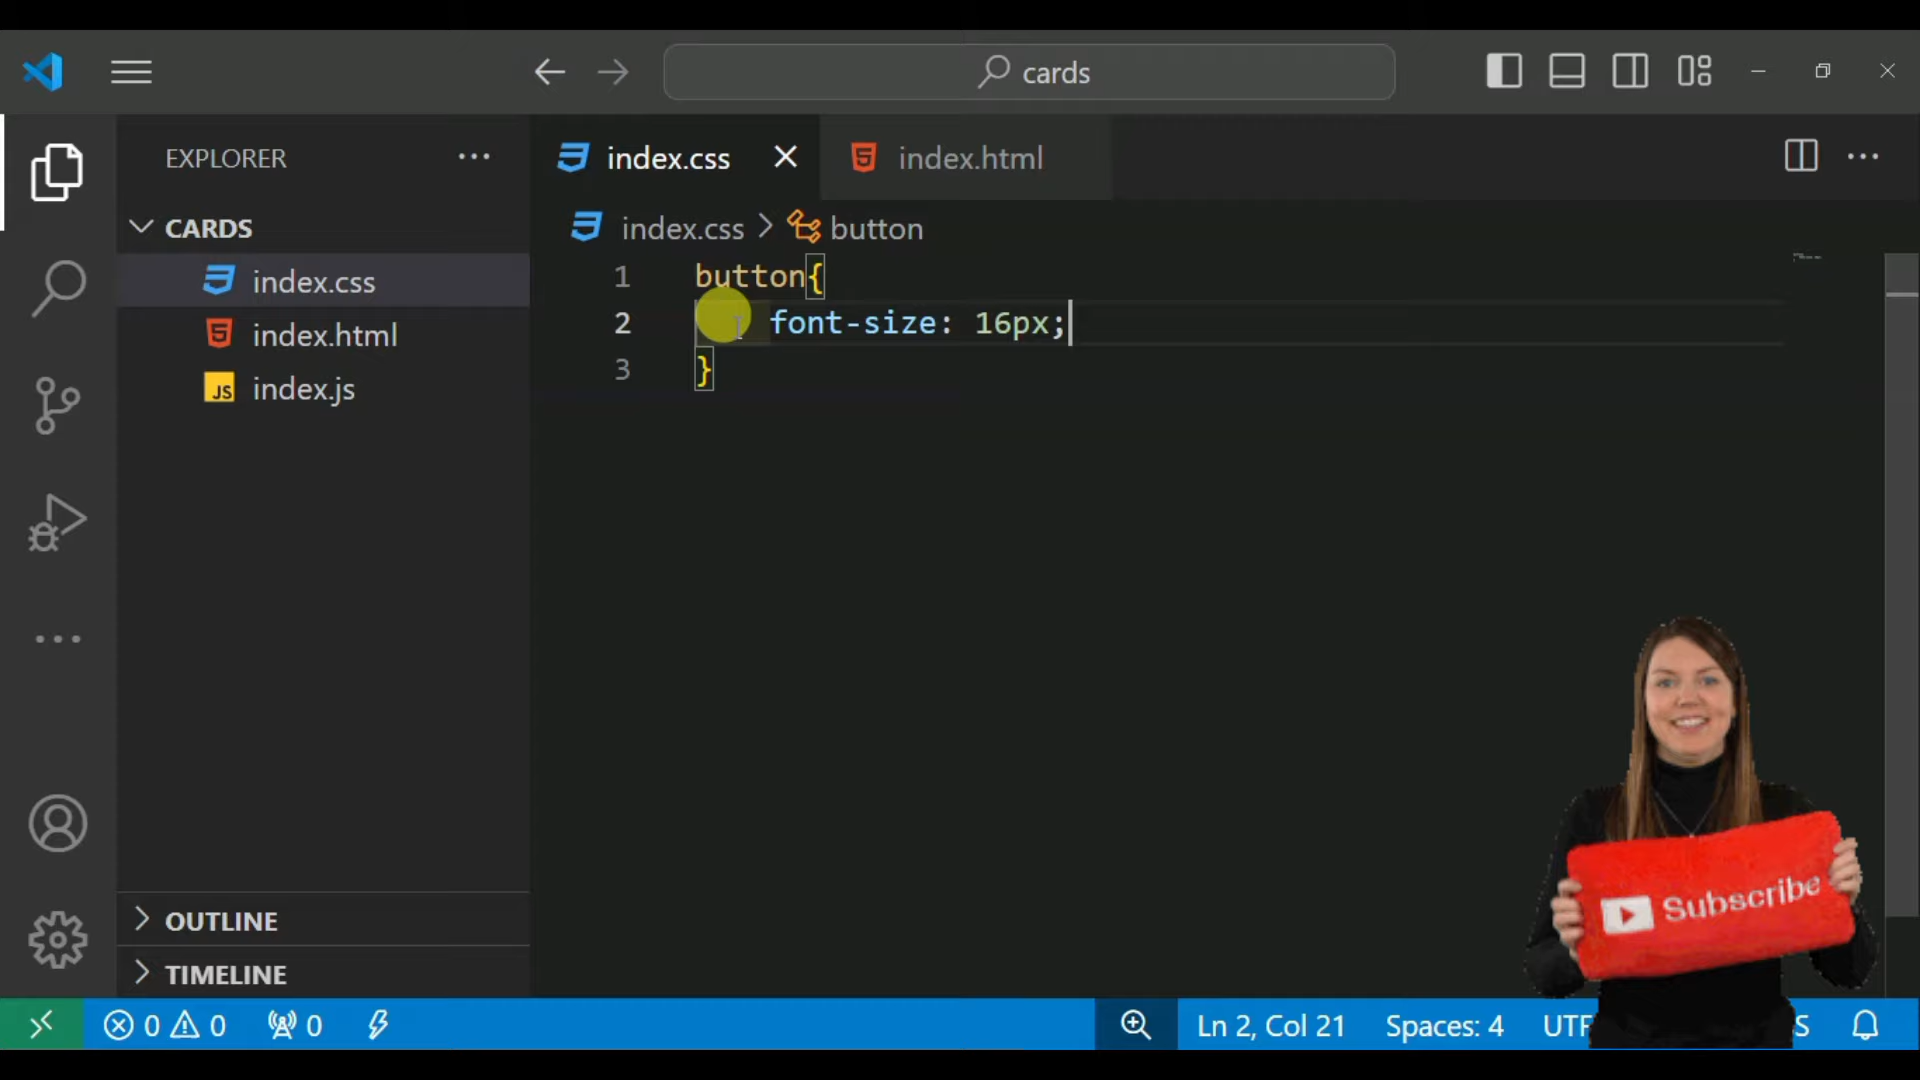 cards
EXPLORER
CARDS
index.css
index.html
index.js
OUTLINE
TIMELINE
index.css
index.html
index.css > button
1 button{
2 font-size: 16px;
3 }
Subscribe
0 0 0 Ln 2, Col 21 Spaces: 4 UTF S